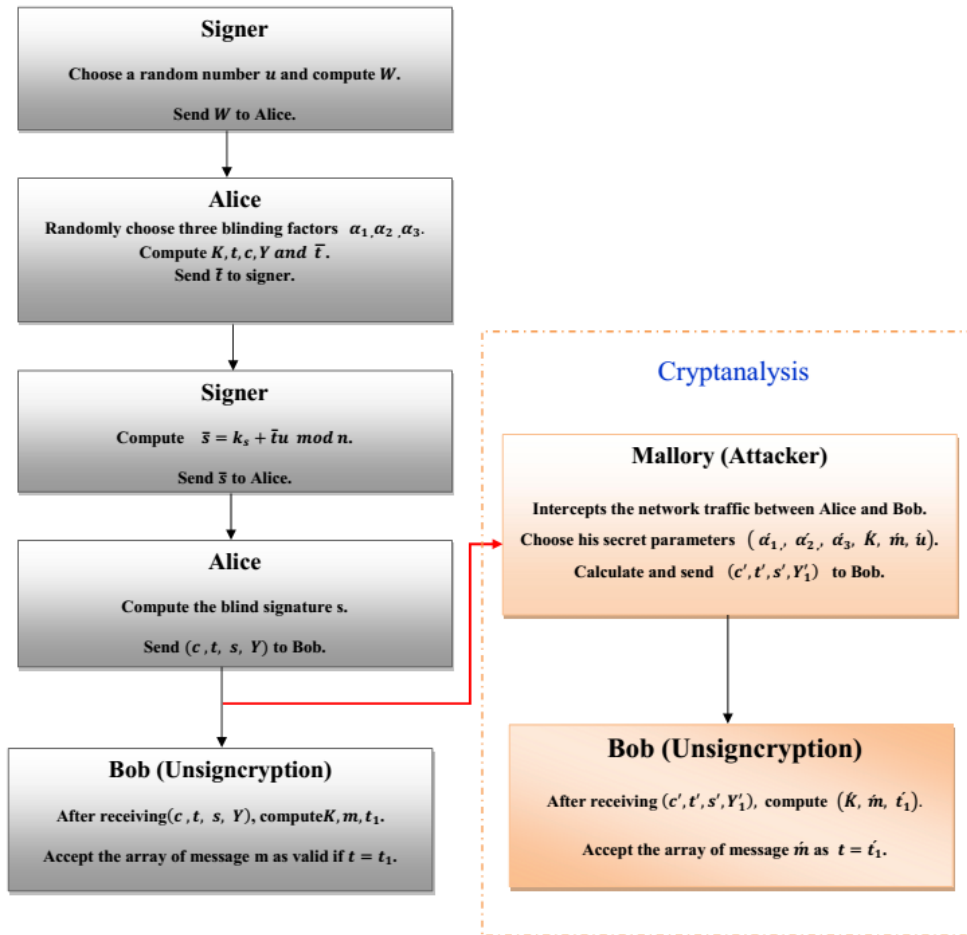 Signer
Choose a random number u and compute W.
Send W to Alice.
Alice
Randomly choose three blinding factors α₁,α₂,α₃.
Compute K, t, c, Y and t̄.
Send t̄ to signer.
Signer
Compute s̄ = kₛ + t̄u mod n.
Send s̄ to Alice.
Alice
Compute the blind signature s.
Send (c, t, s, Y) to Bob.
Bob (Unsigncryption)
After receiving(c, t, s, Y), computeK, m, t₁.
Accept the array of message m as valid if t = t₁.
Cryptanalysis
Mallory (Attacker)
Intercepts the network traffic between Alice and Bob.
Choose his secret parameters (ά₁,, ά₂,, ά₃, Ḱ, ḿ, ú).
Calculate and send (c′, t′, s′, Y′₁) to Bob.
Bob (Unsigncryption)
After receiving (c′, t′, s′, Y′₁), compute (Ḱ, ḿ, t́₁).
Accept the array of message ḿ as t = t́₁.